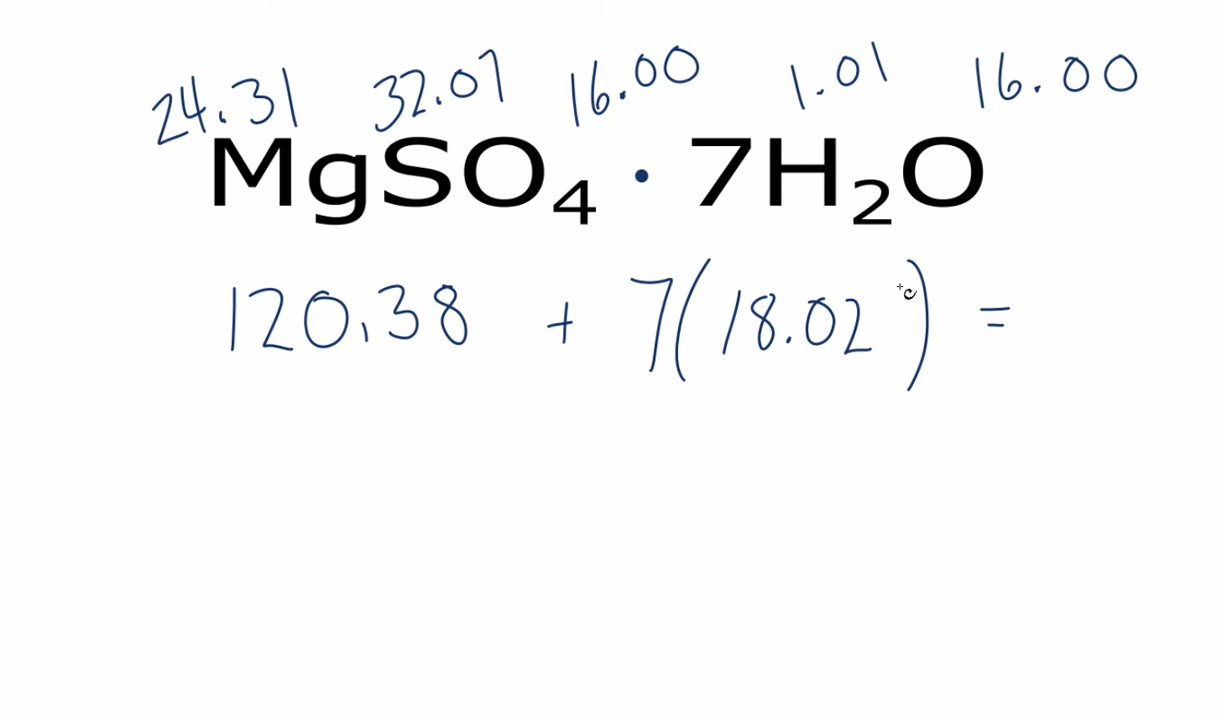 24.31 32.07 16.00 1.01 16.00
MgSO₄ · 7H₂O
120.38 + 7(18.02) =